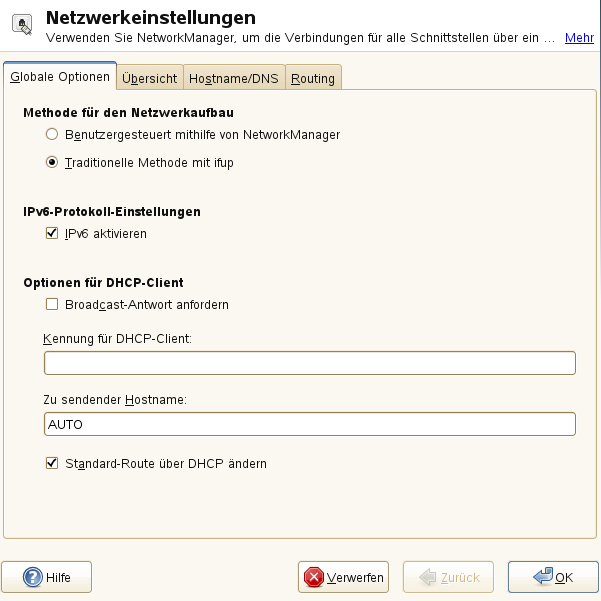 Netzwerkeinstellungen
Verwenden Sie NetworkManager, um die Verbindungen für alle Schnittstellen über ein ... Mehr
Globale Optionen Übersicht Hostname/DNS Routing
Methode für den Netzwerkaufbau
Benutzergesteuert mithilfe von NetworkManager
Traditionelle Methode mit ifup
IPv6-Protokoll-Einstellungen
IPv6 aktivieren
Optionen für DHCP-Client
Broadcast-Antwort anfordern
Kennung für DHCP-Client:
Zu sendender Hostname:
AUTO
Standard-Route über DHCP ändern
Hilfe Verwerfen Zurück OK